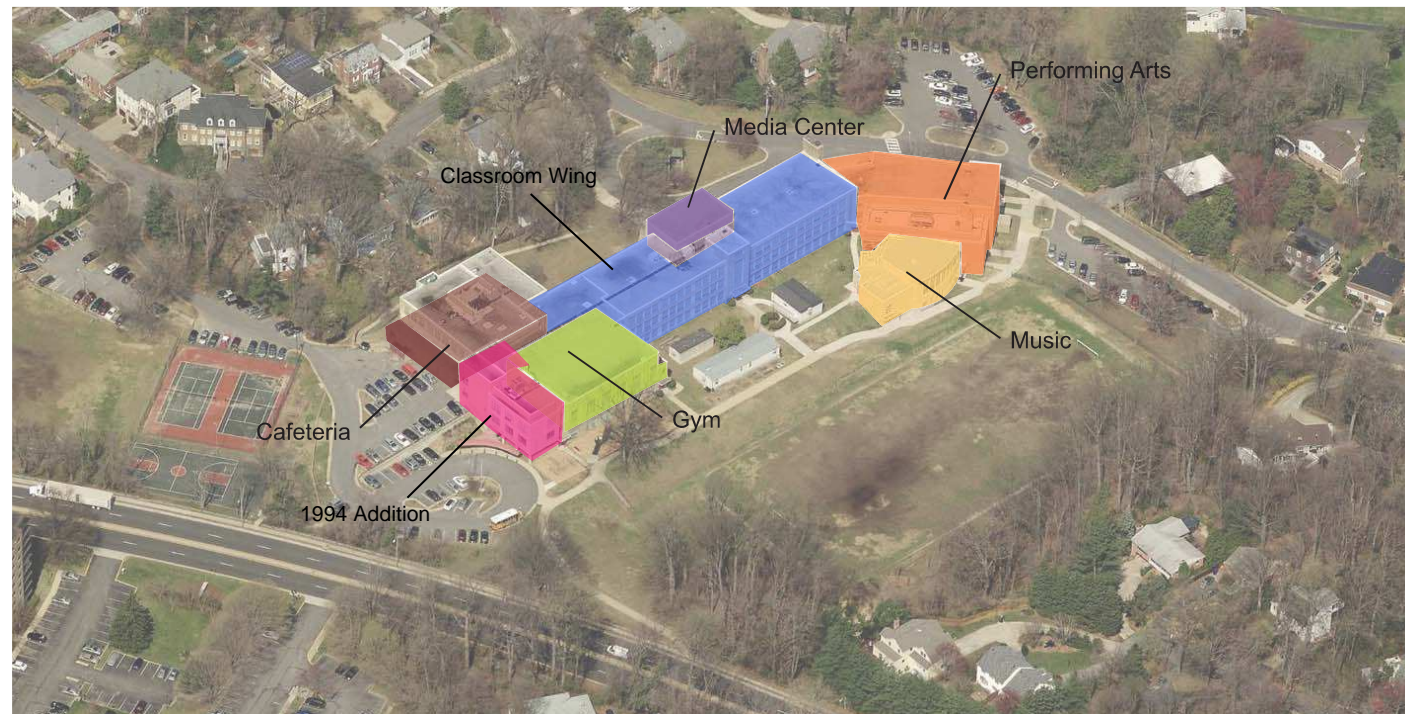 Performing Arts
Media Center
Classroom Wing
Music
Gym
Cafeteria
1994 Addition